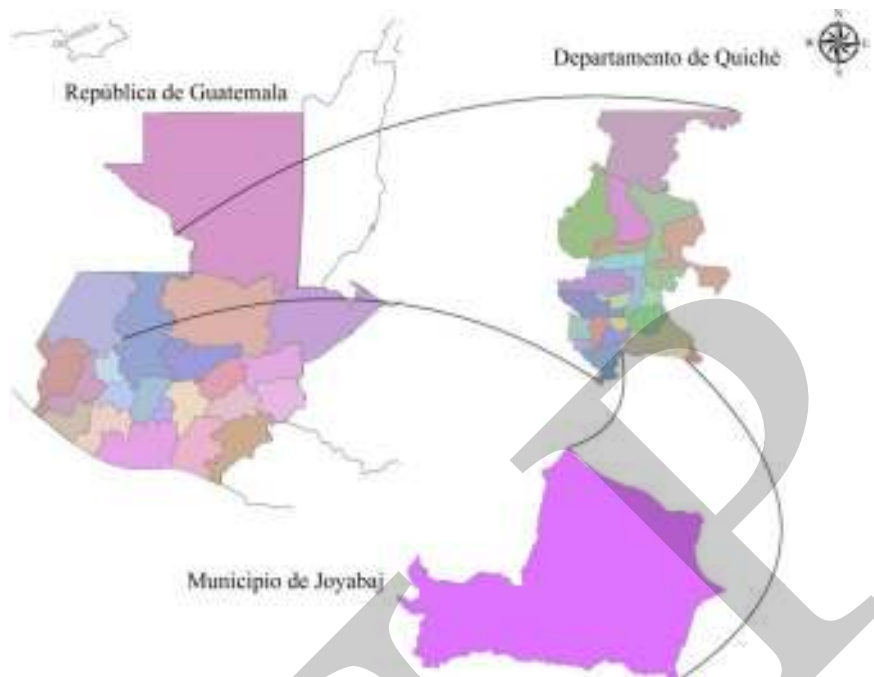 Departamento de Quiché
República de Guatemala
Municipio de Joyabaj
N